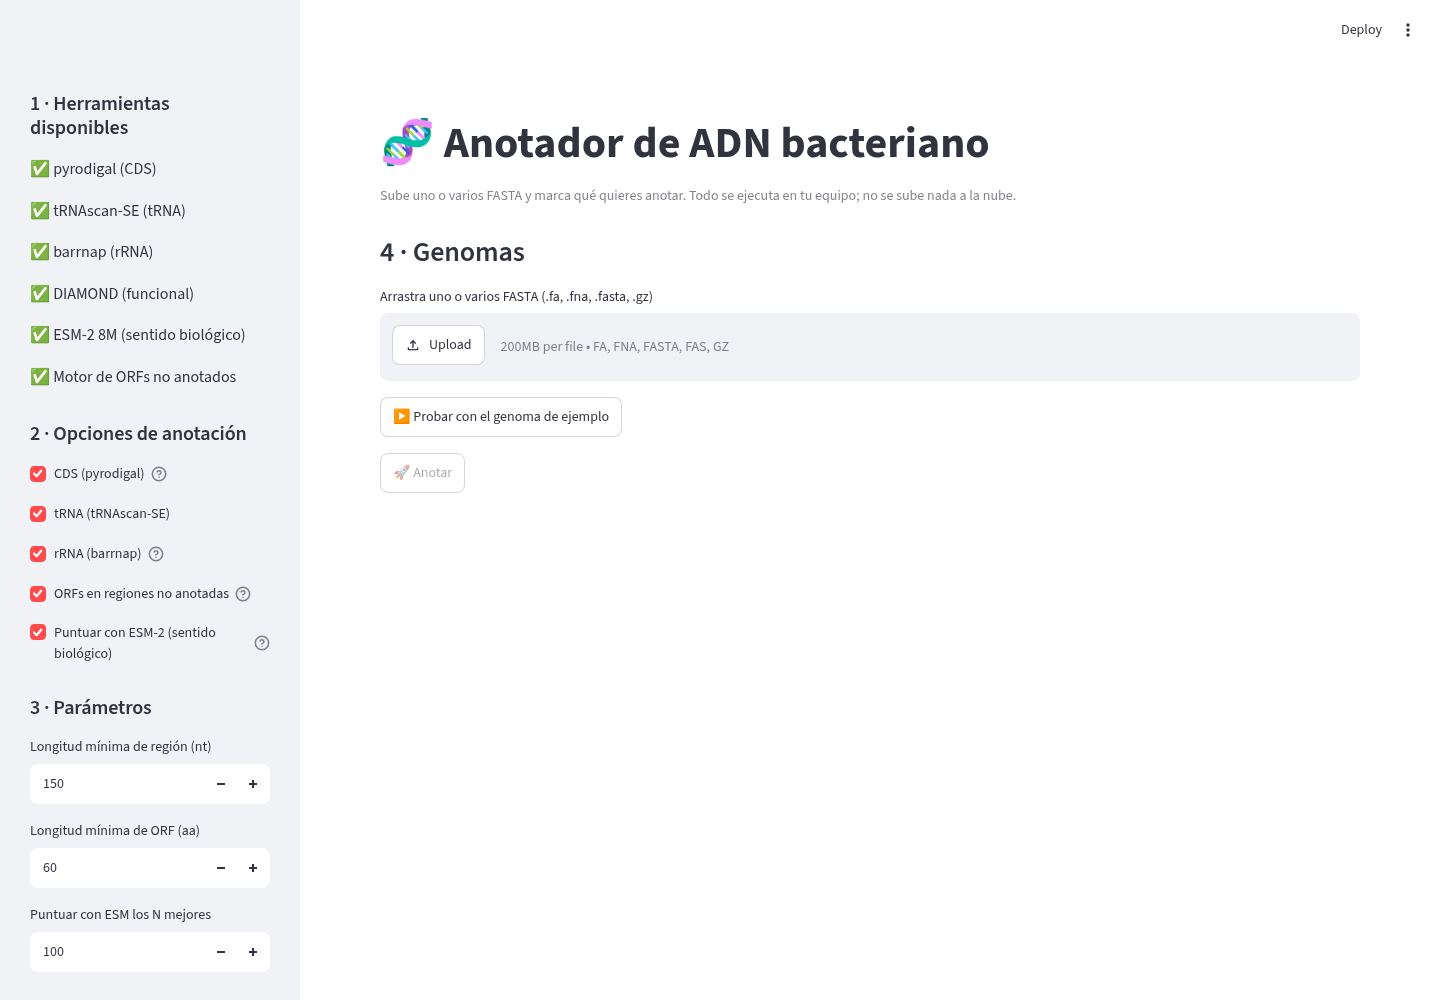 Deploy
1 · Herramientas
disponibles
✅ pyrodigal (CDS)
✅ tRNAscan-SE (tRNA)
✅ barrnap (rRNA)
✅ DIAMOND (funcional)
✅ ESM-2 8M (sentido biológico)
✅ Motor de ORFs no anotados
2 · Opciones de anotación
CDS (pyrodigal)
tRNA (tRNAscan-SE)
rRNA (barrnap)
ORFs en regiones no anotadas
Puntuar con ESM-2 (sentido
biológico)
3 · Parámetros
Longitud mínima de región (nt)
150
Longitud mínima de ORF (aa)
60
Puntuar con ESM los N mejores
100
🧬 Anotador de ADN bacteriano
Sube uno o varios FASTA y marca qué quieres anotar. Todo se ejecuta en tu equipo; no se sube nada a la nube.
4 · Genomas
Arrastra uno o varios FASTA (.fa, .fna, .fasta, .gz)
Upload 200MB per file • FA, FNA, FASTA, FAS, GZ
▶️ Probar con el genoma de ejemplo
🚀 Anotar